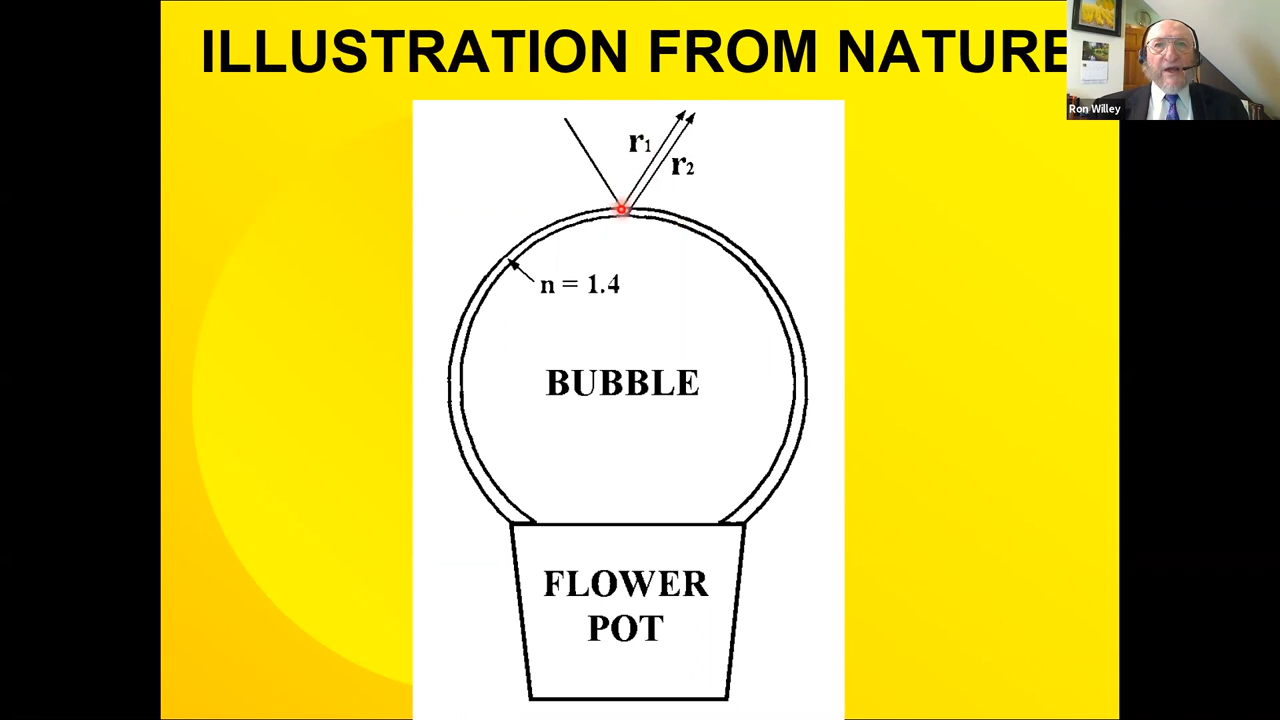 ILLUSTRATION FROM NATURE
Ron Willey
r1
r2
n = 1.4
BUBBLE
FLOWER
POT